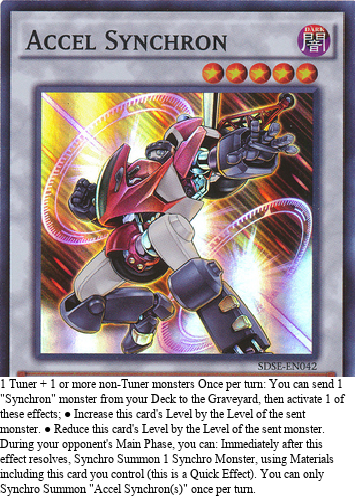 ACCEL SYNCHRON
DARK
闇
SDSE-EN042
1 Tuner + 1 or more non-Tuner monsters Once per turn: You can send 1
"Synchron" monster from your Deck to the Graveyard, then activate 1 of
these effects; ● Increase this card's Level by the Level of the sent
monster. ● Reduce this card's Level by the Level of the sent monster.
During your opponent's Main Phase, you can: Immediately after this
effect resolves, Synchro Summon 1 Synchro Monster, using Materials
including this card you control (this is a Quick Effect). You can only
Synchro Summon "Accel Synchron(s)" once per turn.